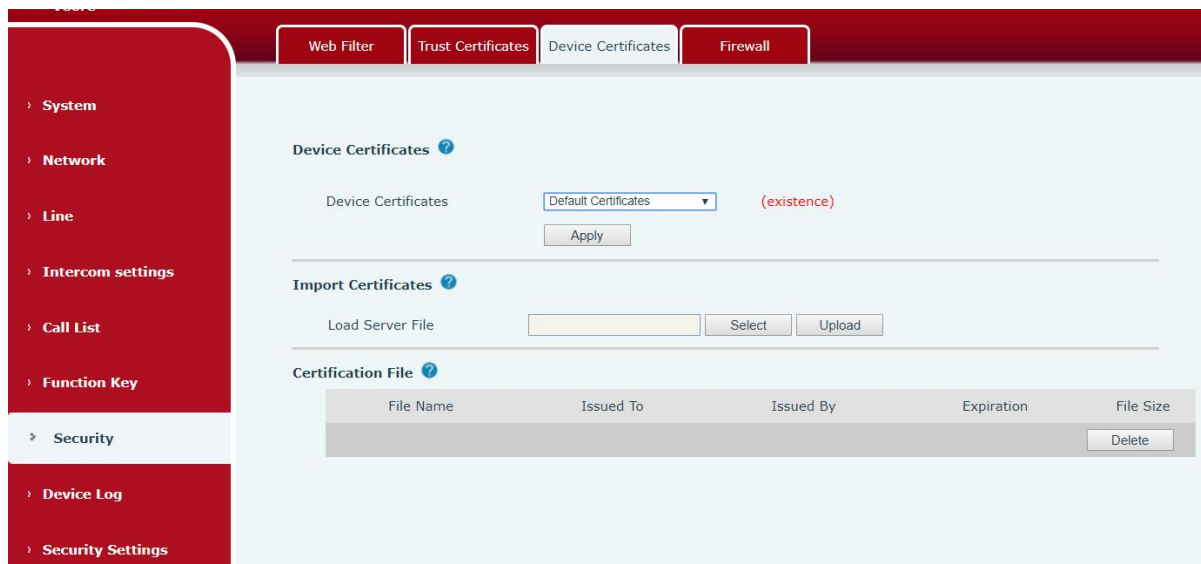 Web Filter Trust Certificates Device Certificates Firewall
System
Network
Line
Intercom settings
Call List
Function Key
Security
Device Log
Security Settings
Device Certificates ?
Device Certificates Default Certificates (existence)
Apply
Import Certificates ?
Load Server File Select Upload
Certification File ?
File Name Issued To Issued By Expiration File Size
Delete